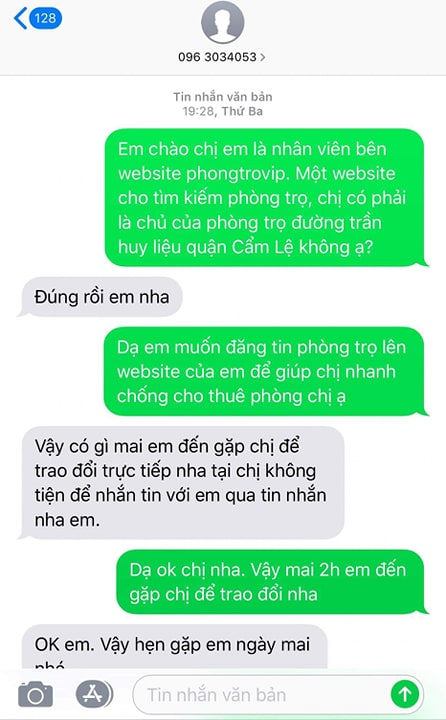 128
096 3034053 >
Tin nhắn văn bản
19:28, Thứ Ba
Em chào chị em là nhân viên bên
website phongtrovip. Một website
cho tìm kiếm phòng trọ, chị có phải
là chủ của phòng trọ đường trần
huy liệu quận Cẩm Lệ không ạ?
Đúng rồi em nha
Dạ em muốn đăng tin phòng trọ lên
website của em để giúp chị nhanh
chống cho thuê phòng chị ạ
Vậy có gì mai em đến gặp chị để
trao đổi trực tiếp nha tại chị không
tiện để nhắn tin với em qua tin nhắn
nha em.
Dạ ok chị nha. Vậy mai 2h em đến
gặp chị để trao đổi nha
OK em. Vậy hẹn gặp em ngày mai
nhé
Tin nhắn văn bản